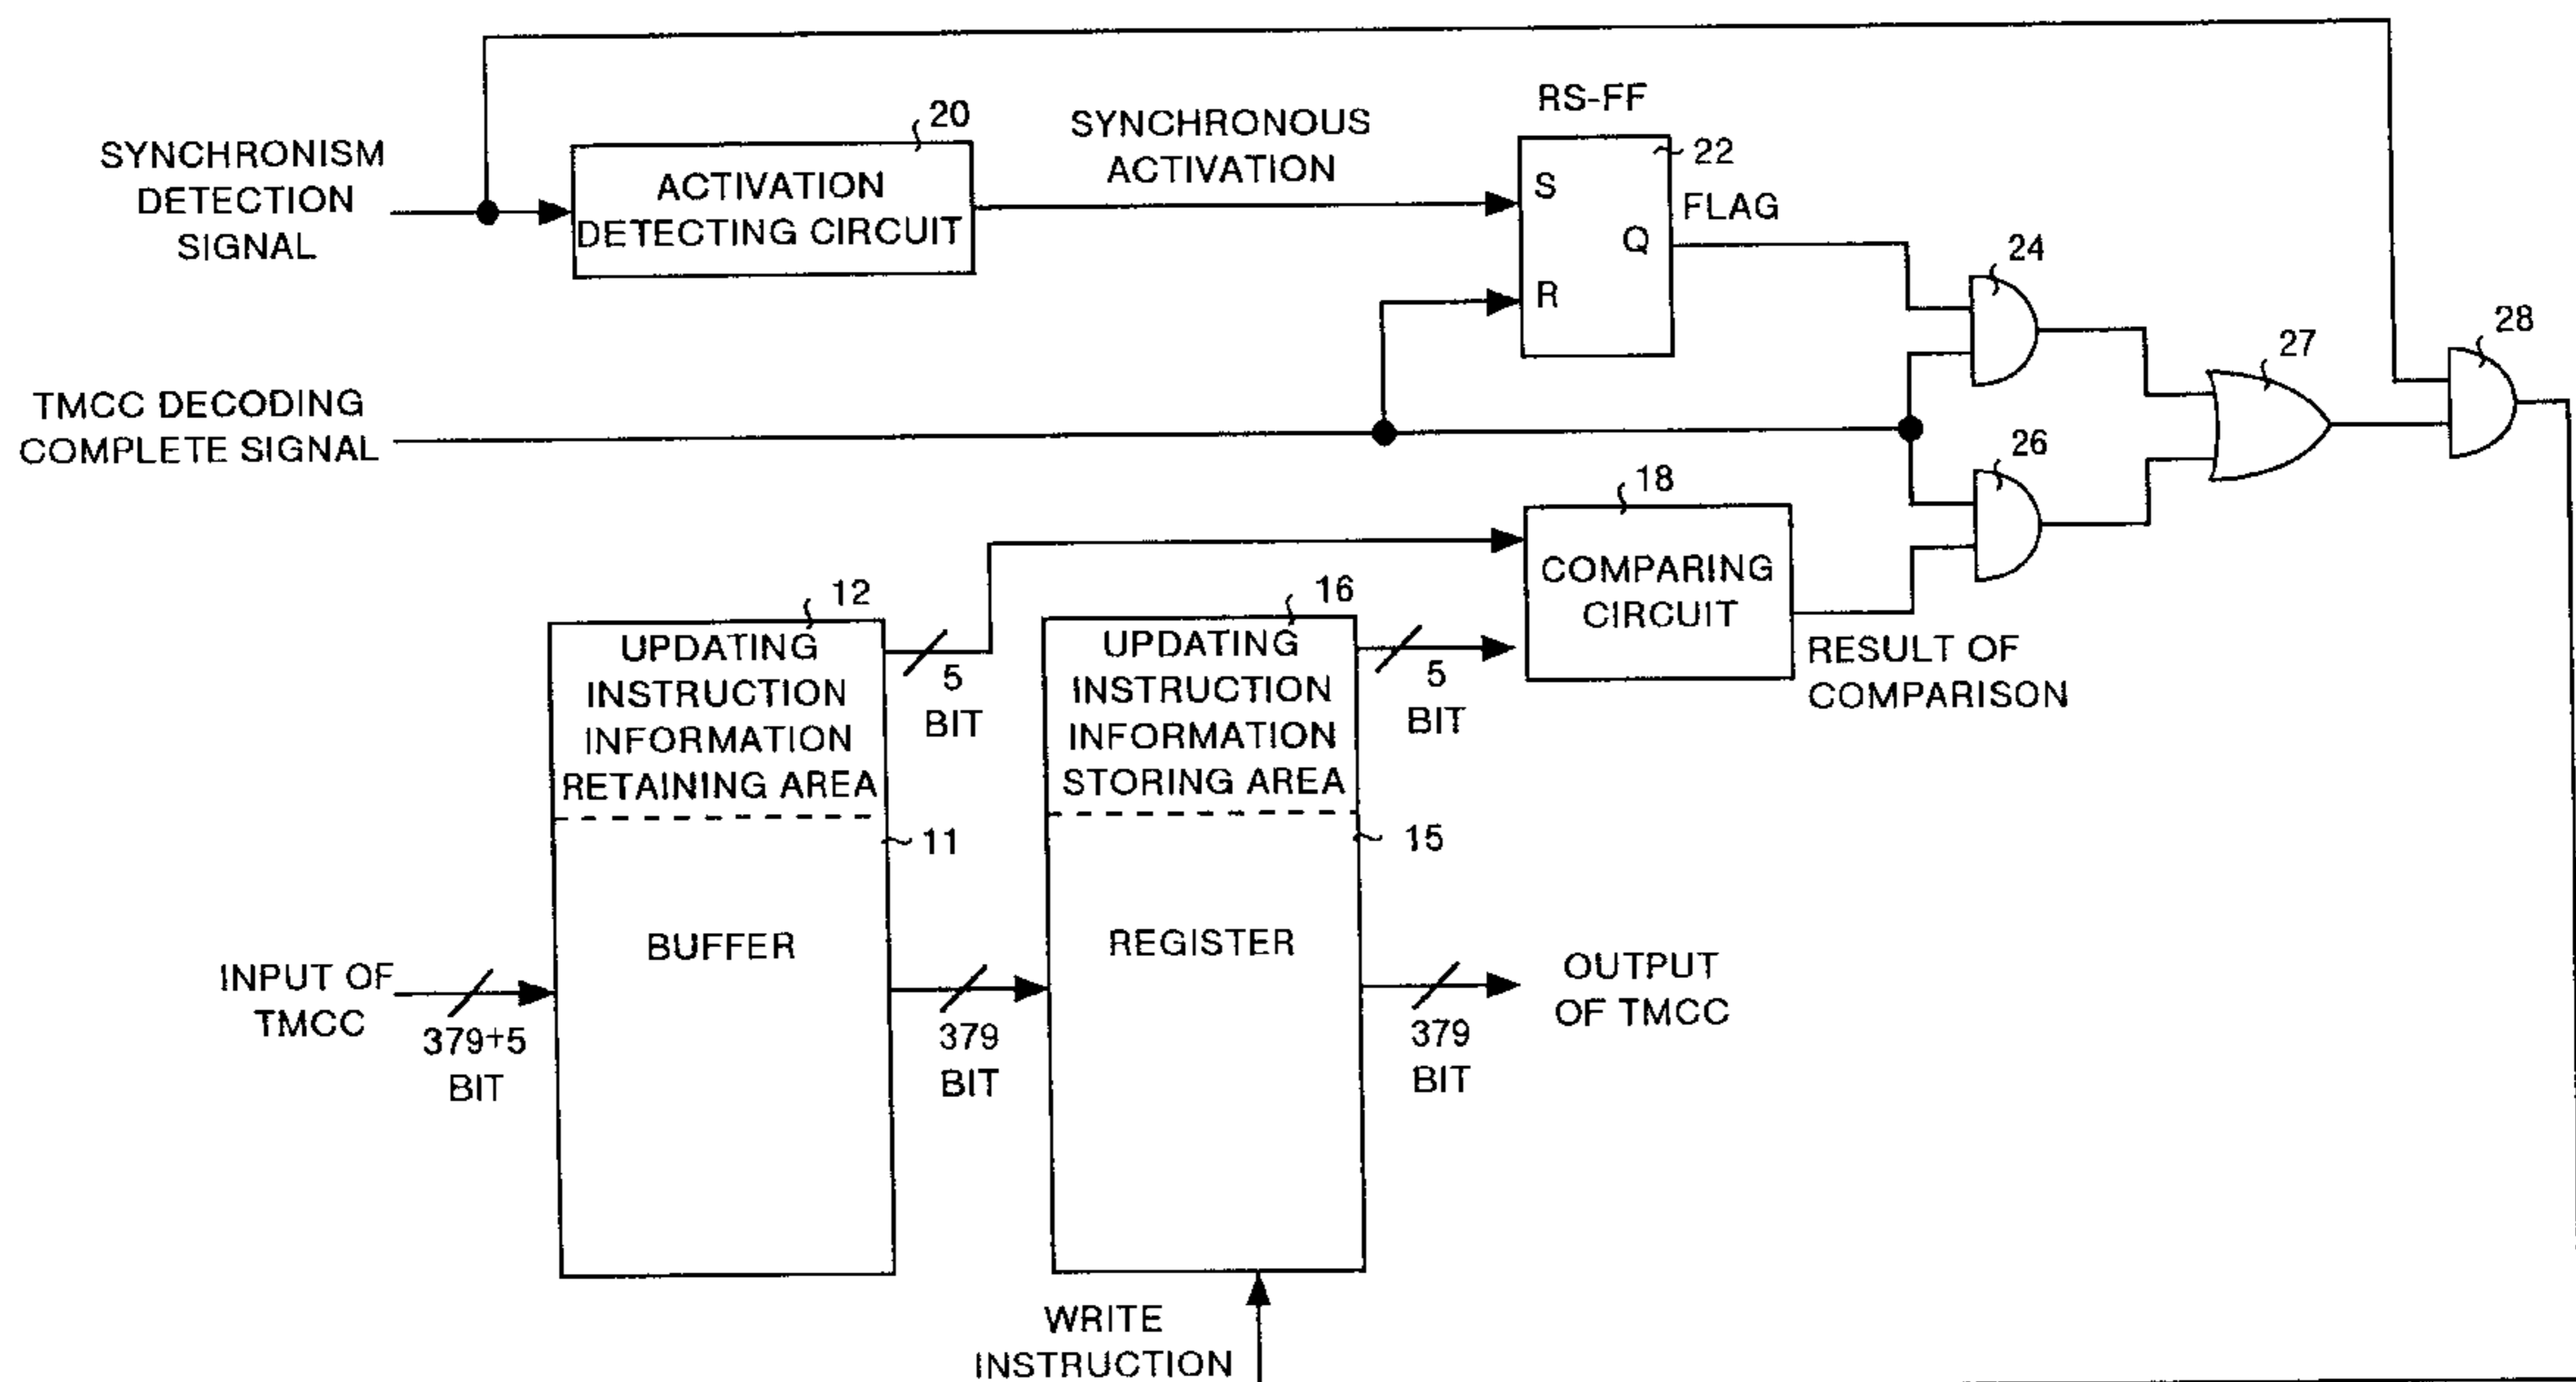 SYNCHRONISM
DETECTION
SIGNAL
20
ACTIVATION
DETECTING CIRCUIT
SYNCHRONOUS
ACTIVATION
RS-FF
22
S
Q
R
FLAG
24
27
28
TMCC DECODING
COMPLETE SIGNAL
26
18
COMPARING
CIRCUIT
RESULT OF
COMPARISON
12
UPDATING
INSTRUCTION
INFORMATION
RETAINING AREA
5
BIT
16
UPDATING
INSTRUCTION
INFORMATION
STORING AREA
5
BIT
11
BUFFER
15
REGISTER
INPUT OF
TMCC
379+5
BIT
379
BIT
379
BIT
OUTPUT
OF TMCC
WRITE
INSTRUCTION